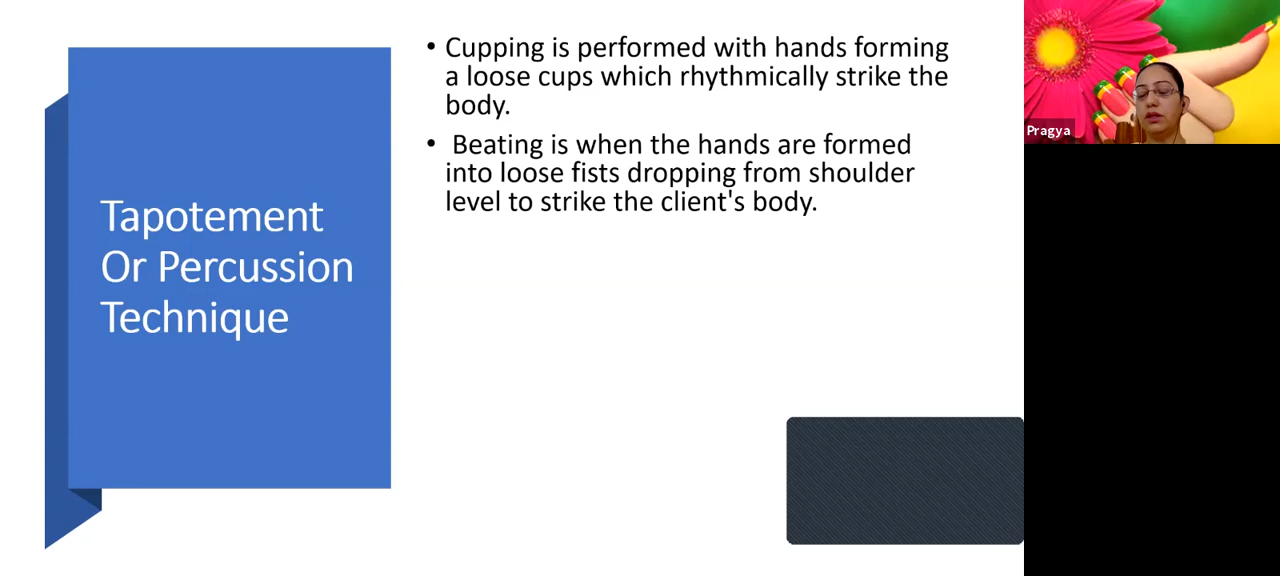 Tapotement
Or Percussion
Technique
• Cupping is performed with hands forming
a loose cups which rhythmically strike the
body.
• Beating is when the hands are formed
into loose fists dropping from shoulder
level to strike the client's body.
Pragya